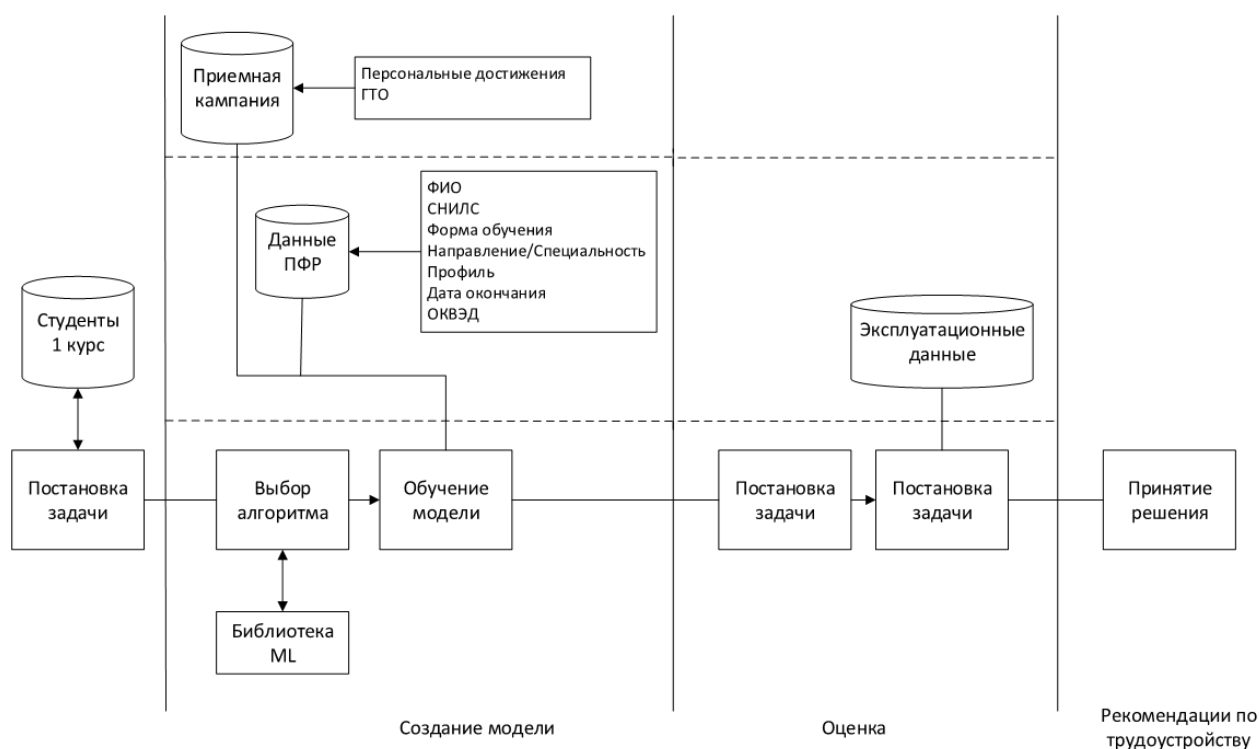 Приемная
кампания
Персональные достижения
ГТО
ФИО
СНИЛС
Форма обучения
Направление/Специальность
Профиль
Дата окончания
ОКВЭД
Данные
ПФР
Студенты
1 курс
Эксплуатационные
данные
Постановка
задачи
Выбор
алгоритма
Обучение
модели
Постановка
задачи
Постановка
задачи
Принятие
решения
Библиотека
ML
Создание модели
Оценка
Рекомендации по
трудоустройству